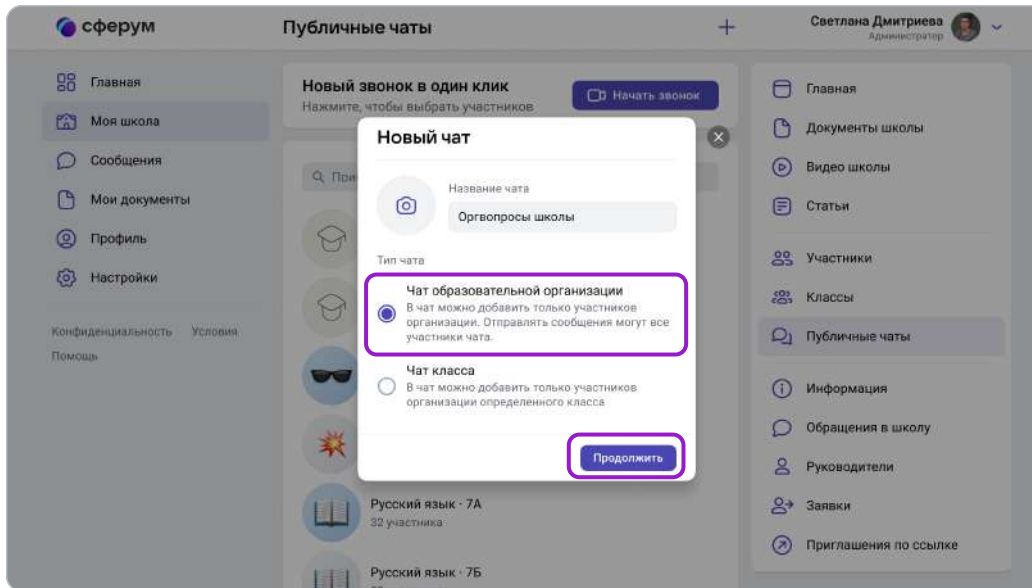 сферум
Публичные чаты
Светлана Дмитриева
Администратор
Главная
Моя школа
Сообщения
Мои документы
Профиль
Настройки
Конфиденциальность Условия
Помощь
Новый звонок в один клик
Нажмите, чтобы выбрать участников
Начать звонок
Новый чат
Название чата
Оргвопросы школы
Тип чата
Чат образовательной организации
В чат можно добавить только участников
организации. Отправлять сообщения могут все
участники чата.
Чат класса
В чат можно добавить только участников
организации определенного класса
Продолжить
Русский язык · 7А
32 участника
Русский язык · 7Б
Главная
Документы школы
Видео школы
Статьи
Участники
Классы
Публичные чаты
Информация
Обращения в школу
Руководители
Заявки
Приглашения по ссылке